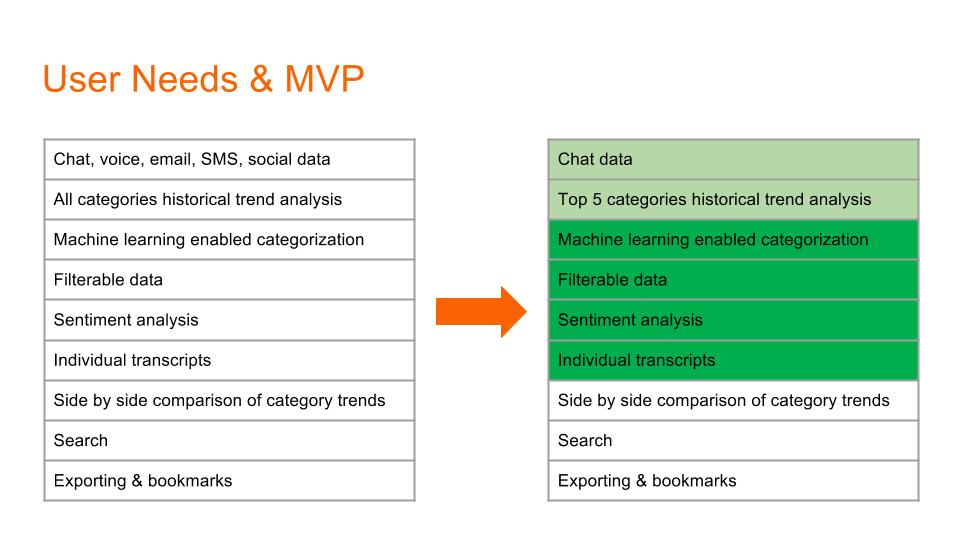 User Needs & MVP
Chat, voice, email, SMS, social data
All categories historical trend analysis
Machine learning enabled categorization
Filterable data
Sentiment analysis
Individual transcripts
Side by side comparison of category trends
Search
Exporting & bookmarks
Chat data
Top 5 categories historical trend analysis
Machine learning enabled categorization
Filterable data
Sentiment analysis
Individual transcripts
Side by side comparison of category trends
Search
Exporting & bookmarks